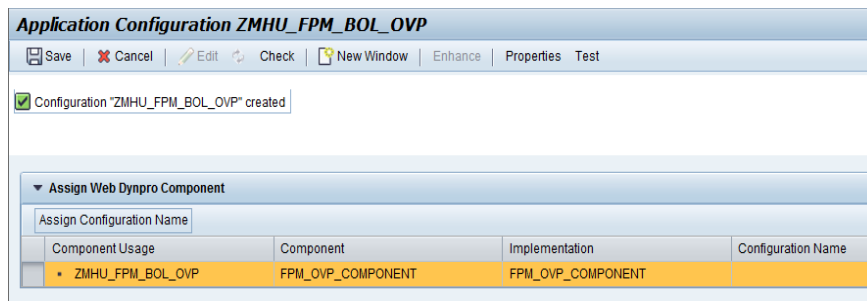 Application Configuration ZMHU_FPM_BOL_OVP
Save Cancel Edit Check New Window Enhance Properties Test
Configuration "ZMHU_FPM_BOL_OVP" created
Assign Web Dynpro Component
Assign Configuration Name
Component Usage Component Implementation Configuration Name
ZMHU_FPM_BOL_OVP FPM_OVP_COMPONENT FPM_OVP_COMPONENT